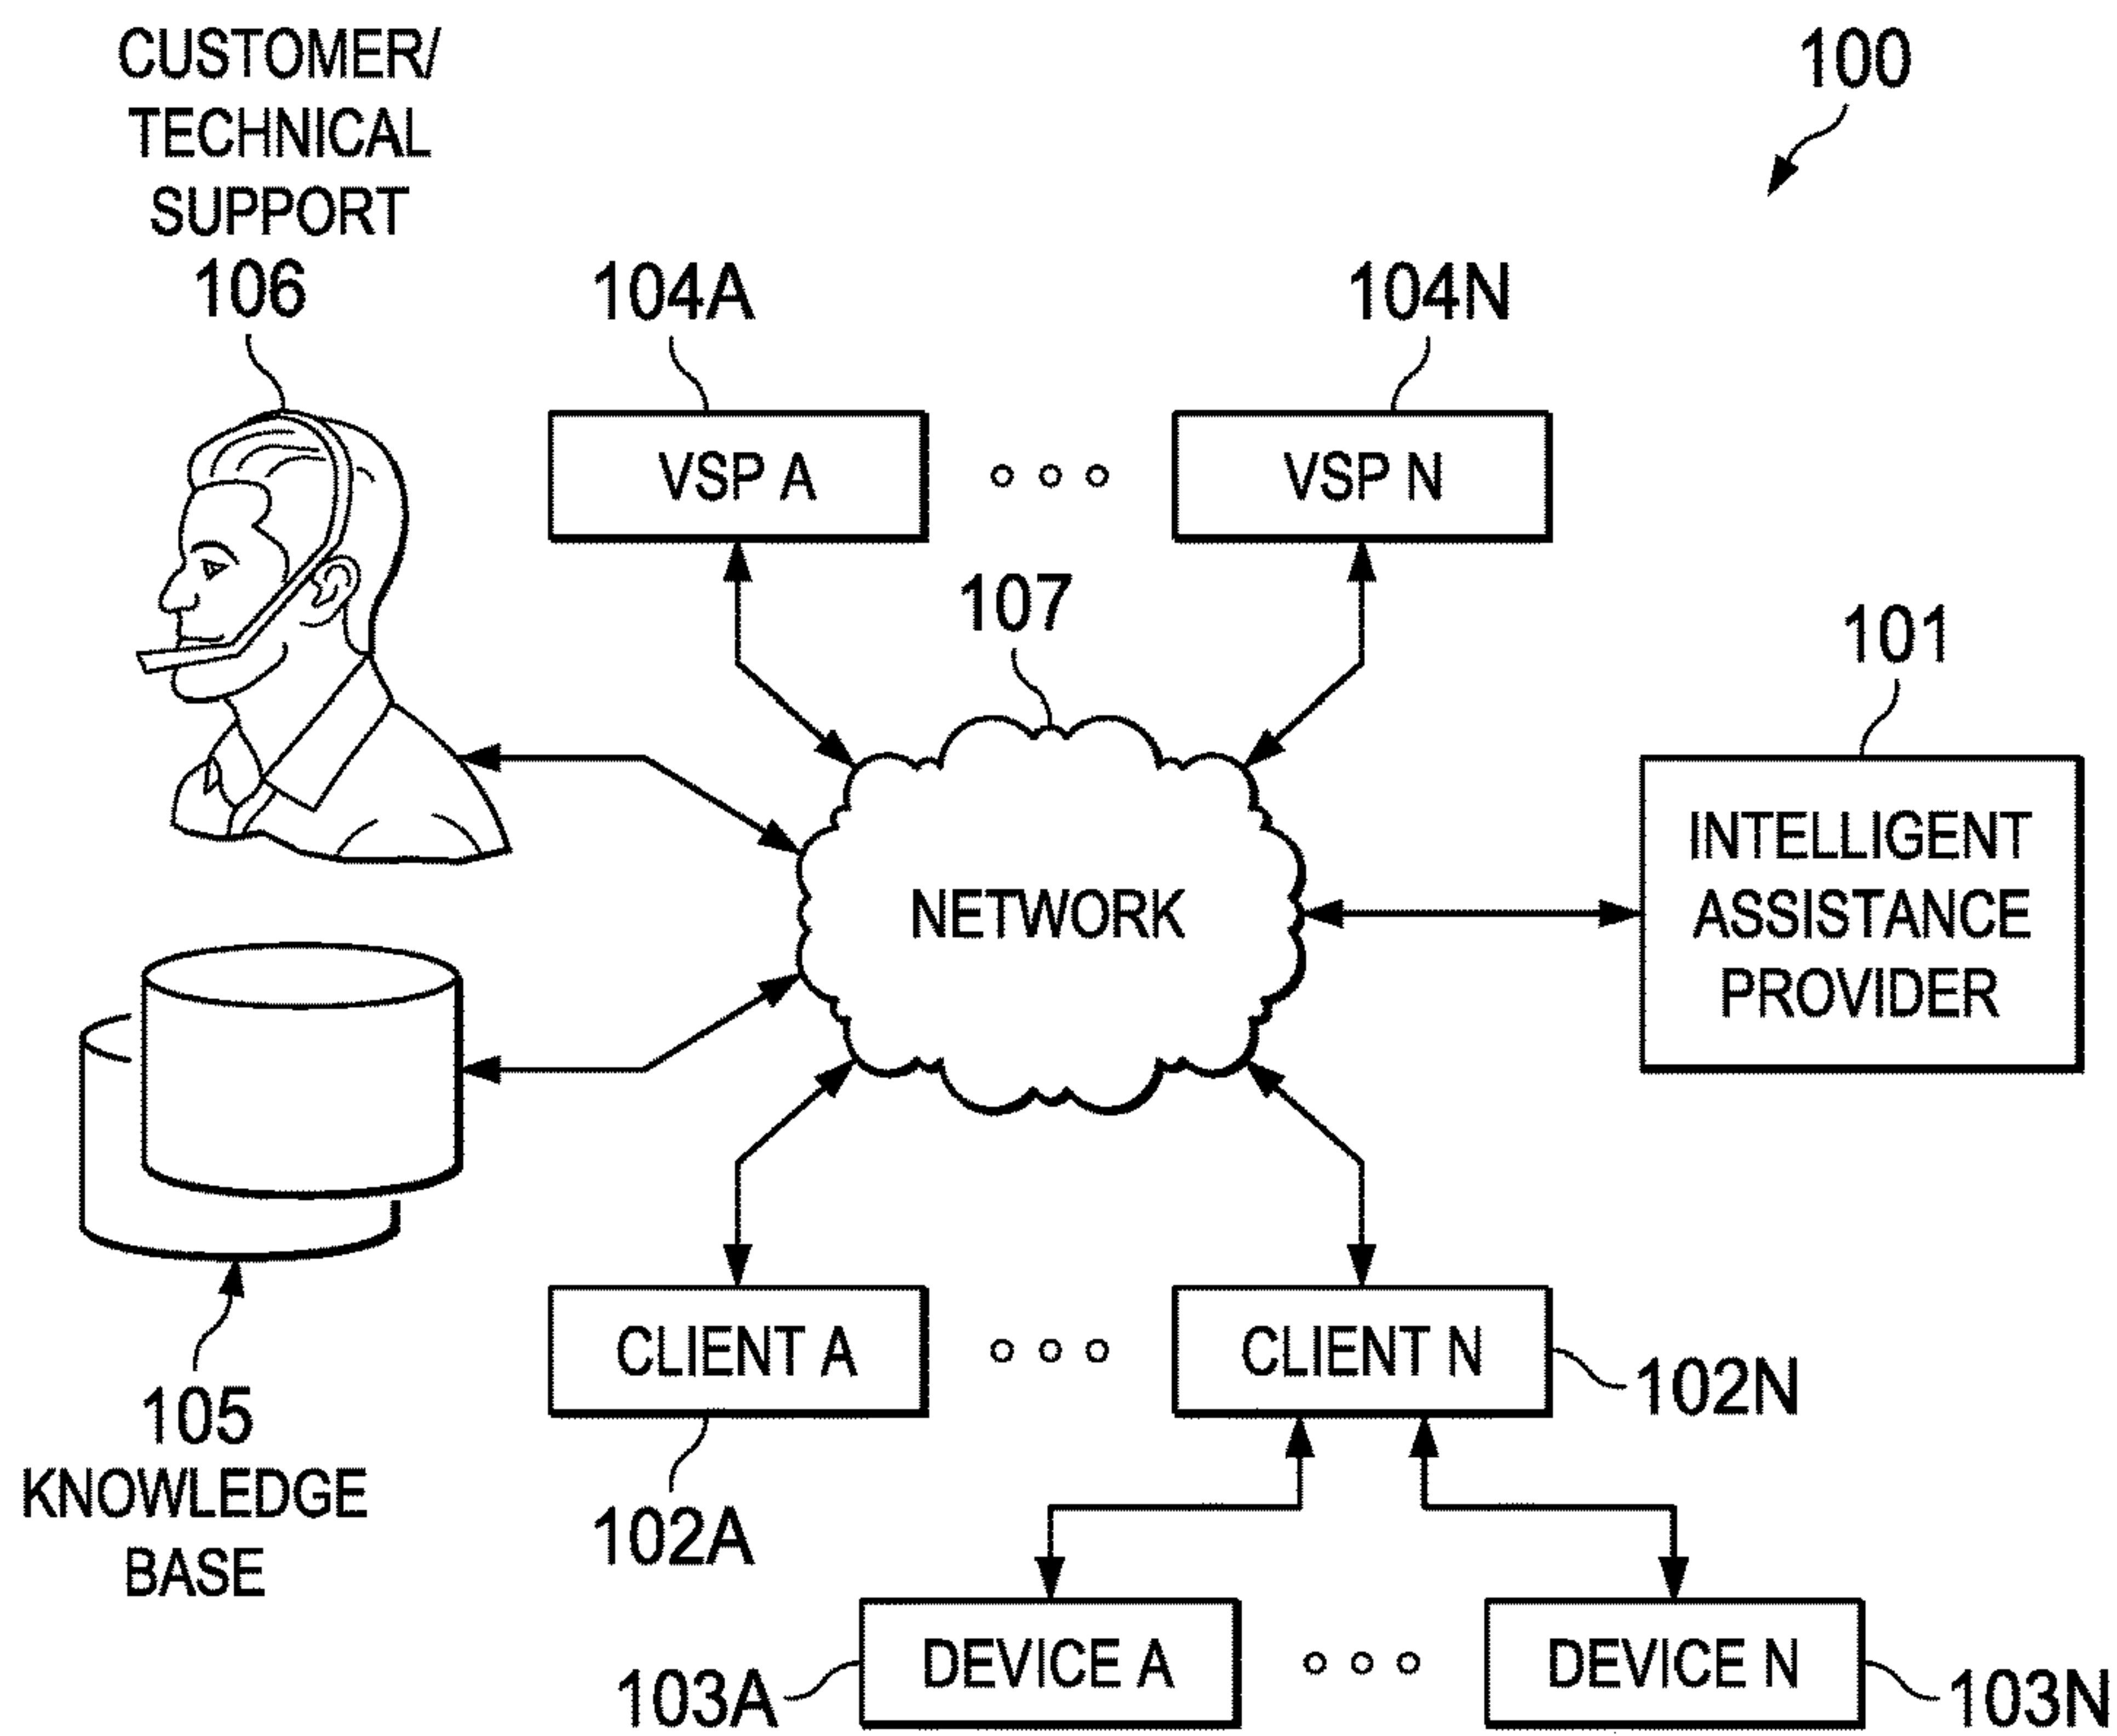 CUSTOMER/
TECHNICAL
SUPPORT
106
100
104A
104N
VSP A
VSP N
107
101
NETWORK
INTELLIGENT
ASSISTANCE
PROVIDER
CLIENT A
CLIENT N
102N
105
KNOWLEDGE
BASE
102A
DEVICE A
DEVICE N
103A
103N